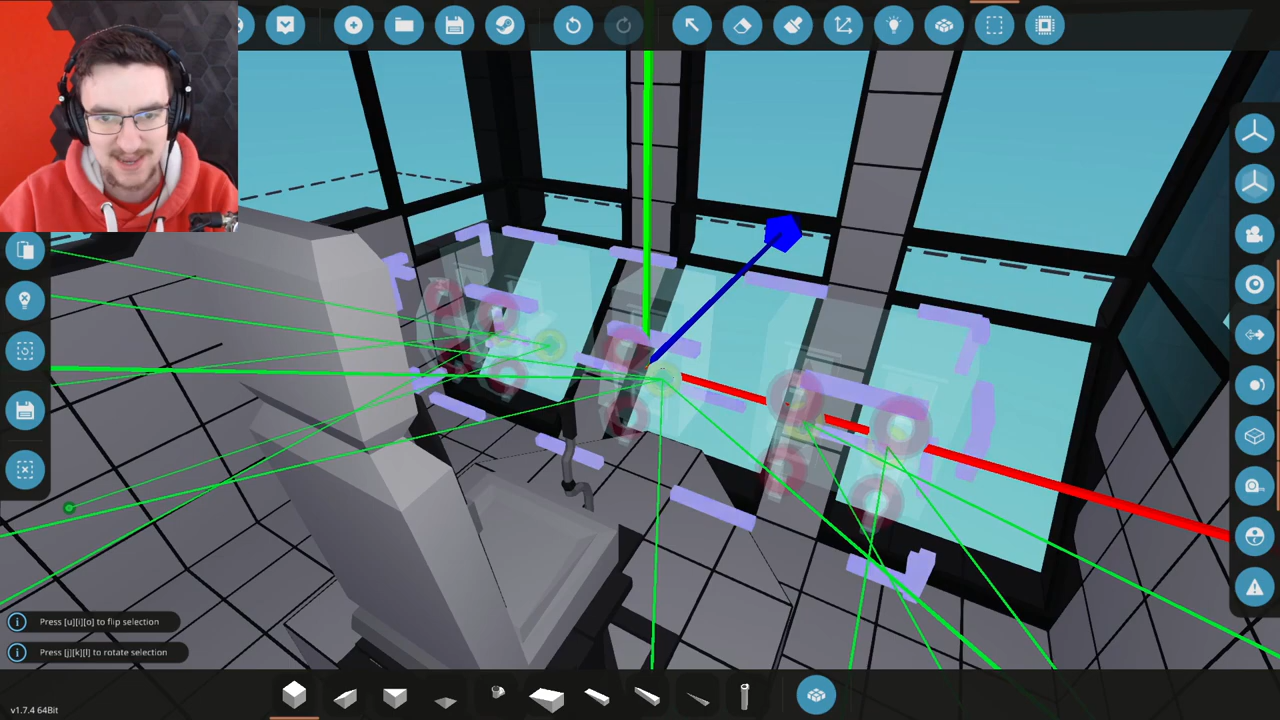 Press [u][i][o] to flip selection
Press [j][k][l] to rotate selection
v1.7.4 64Bit